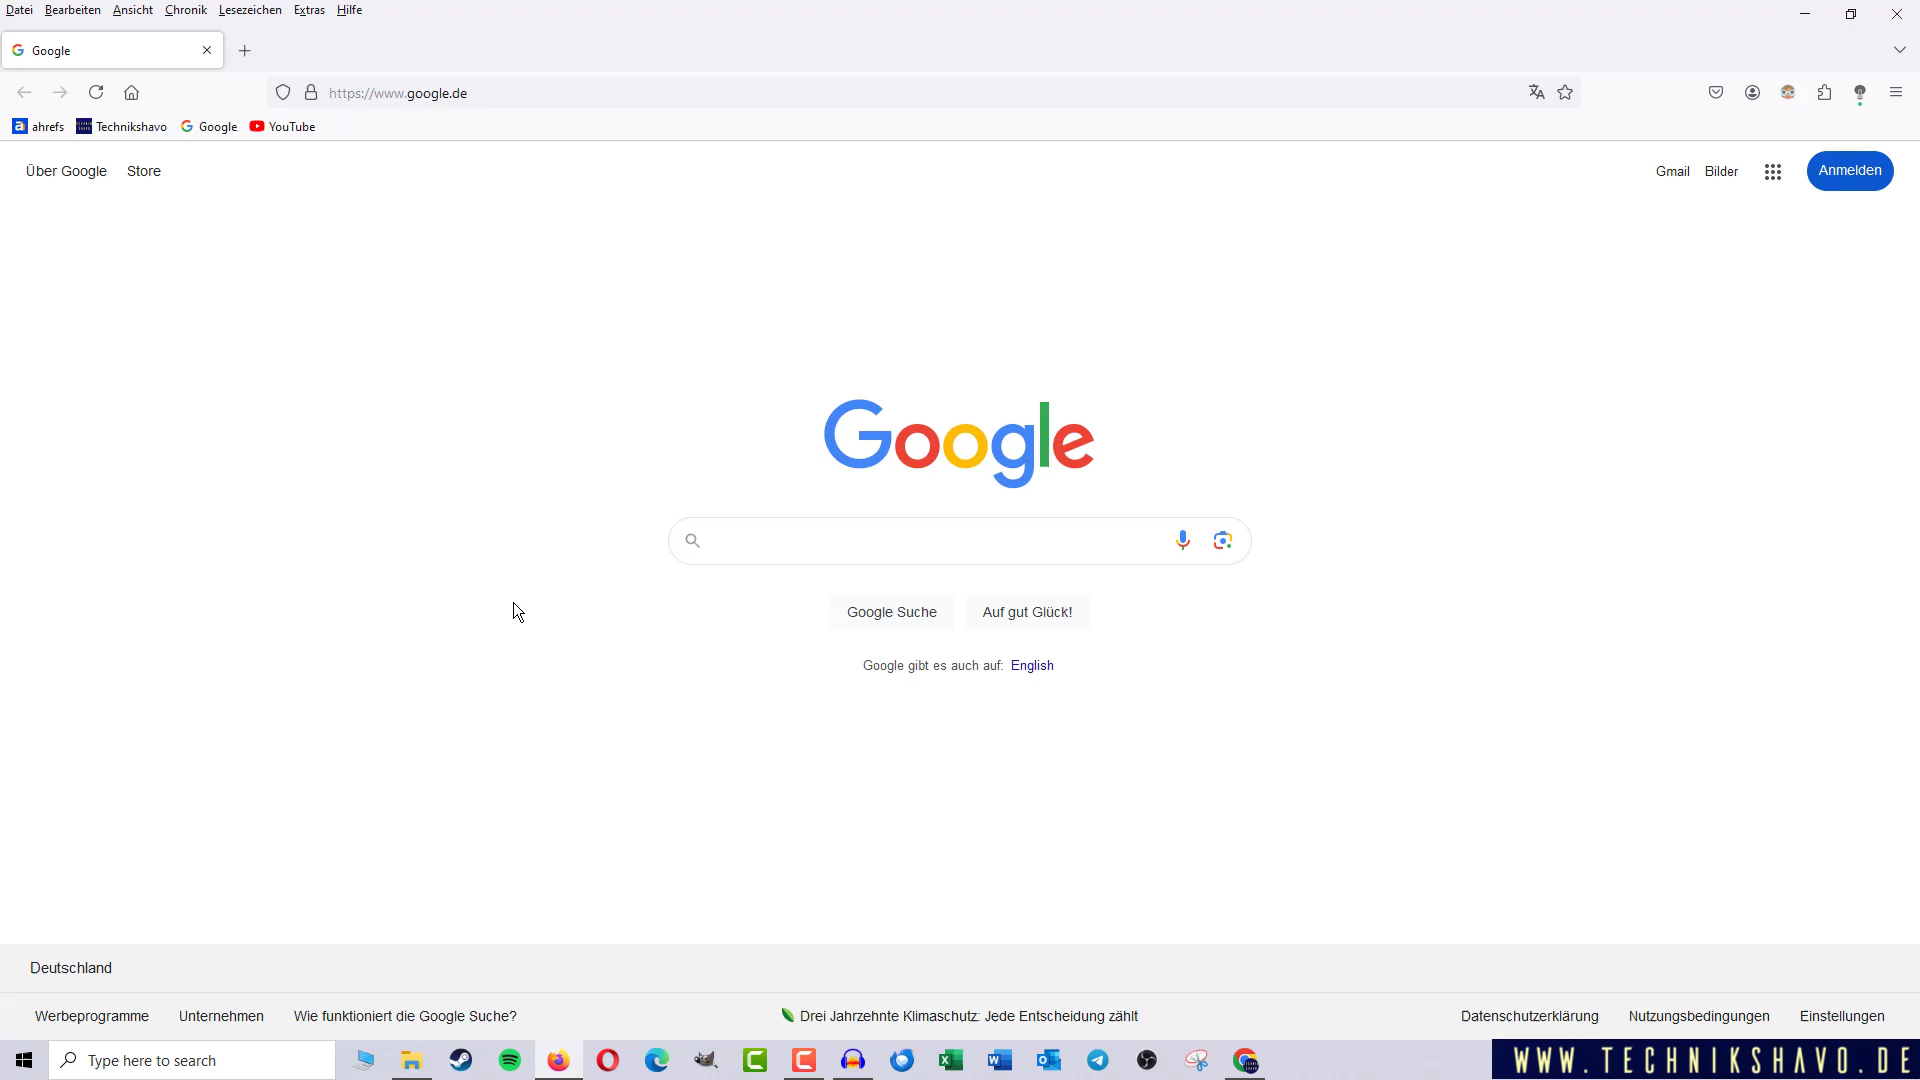 Datei Bearbeiten Ansicht Chronik Lesezeichen Extras Hilfe
Google
https://www.google.de
ahrefs Technikshavo Google YouTube
Über Google Store Gmail Bilder Anmelden
Google
Google Suche Auf gut Glück!
Google gibt es auch auf: English
Deutschland
Werbeprogramme Unternehmen Wie funktioniert die Google Suche? Drei Jahrzehnte Klimaschutz: Jede Entscheidung zählt Datenschutzerklärung Nutzungsbedingungen Einstellungen
Type here to search WWW.TECHNIKSHAVO.DE